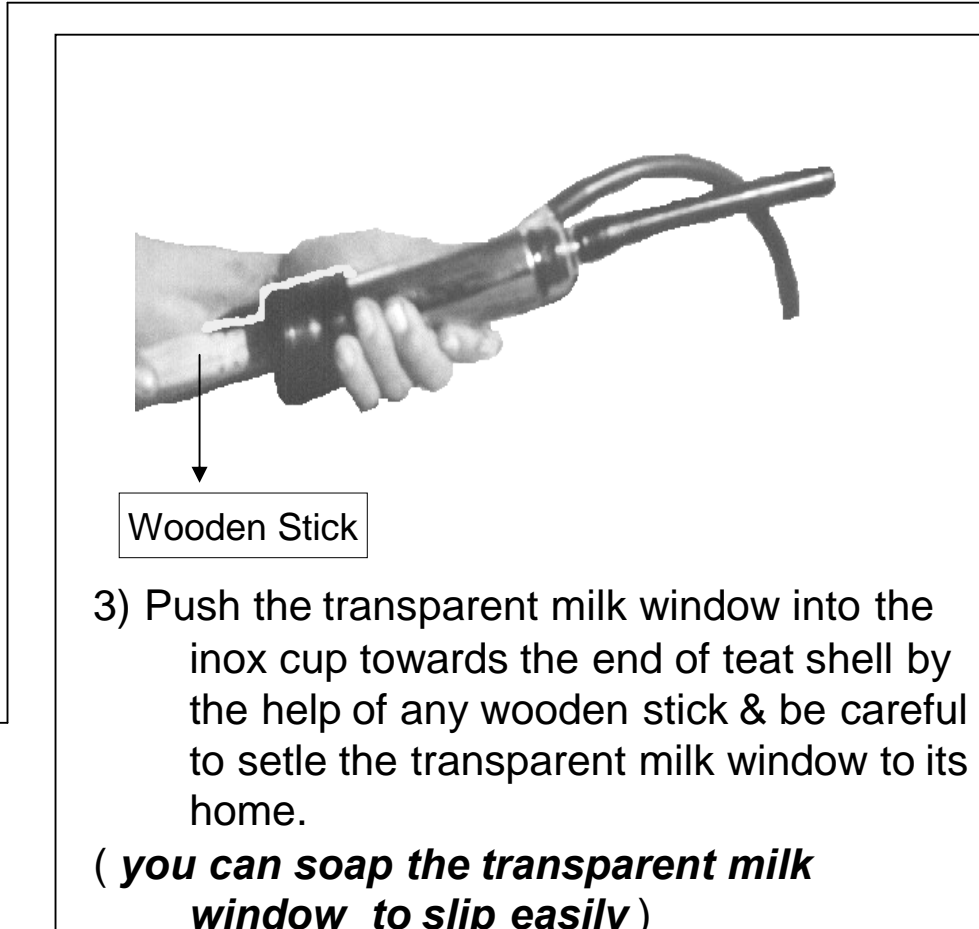 Wooden Stick
3) Push the transparent milk window into the
inox cup towards the end of teat shell by
the help of any wooden stick & be careful
to setle the transparent milk window to its
home.
( you can soap the transparent milk
window to slip easily )